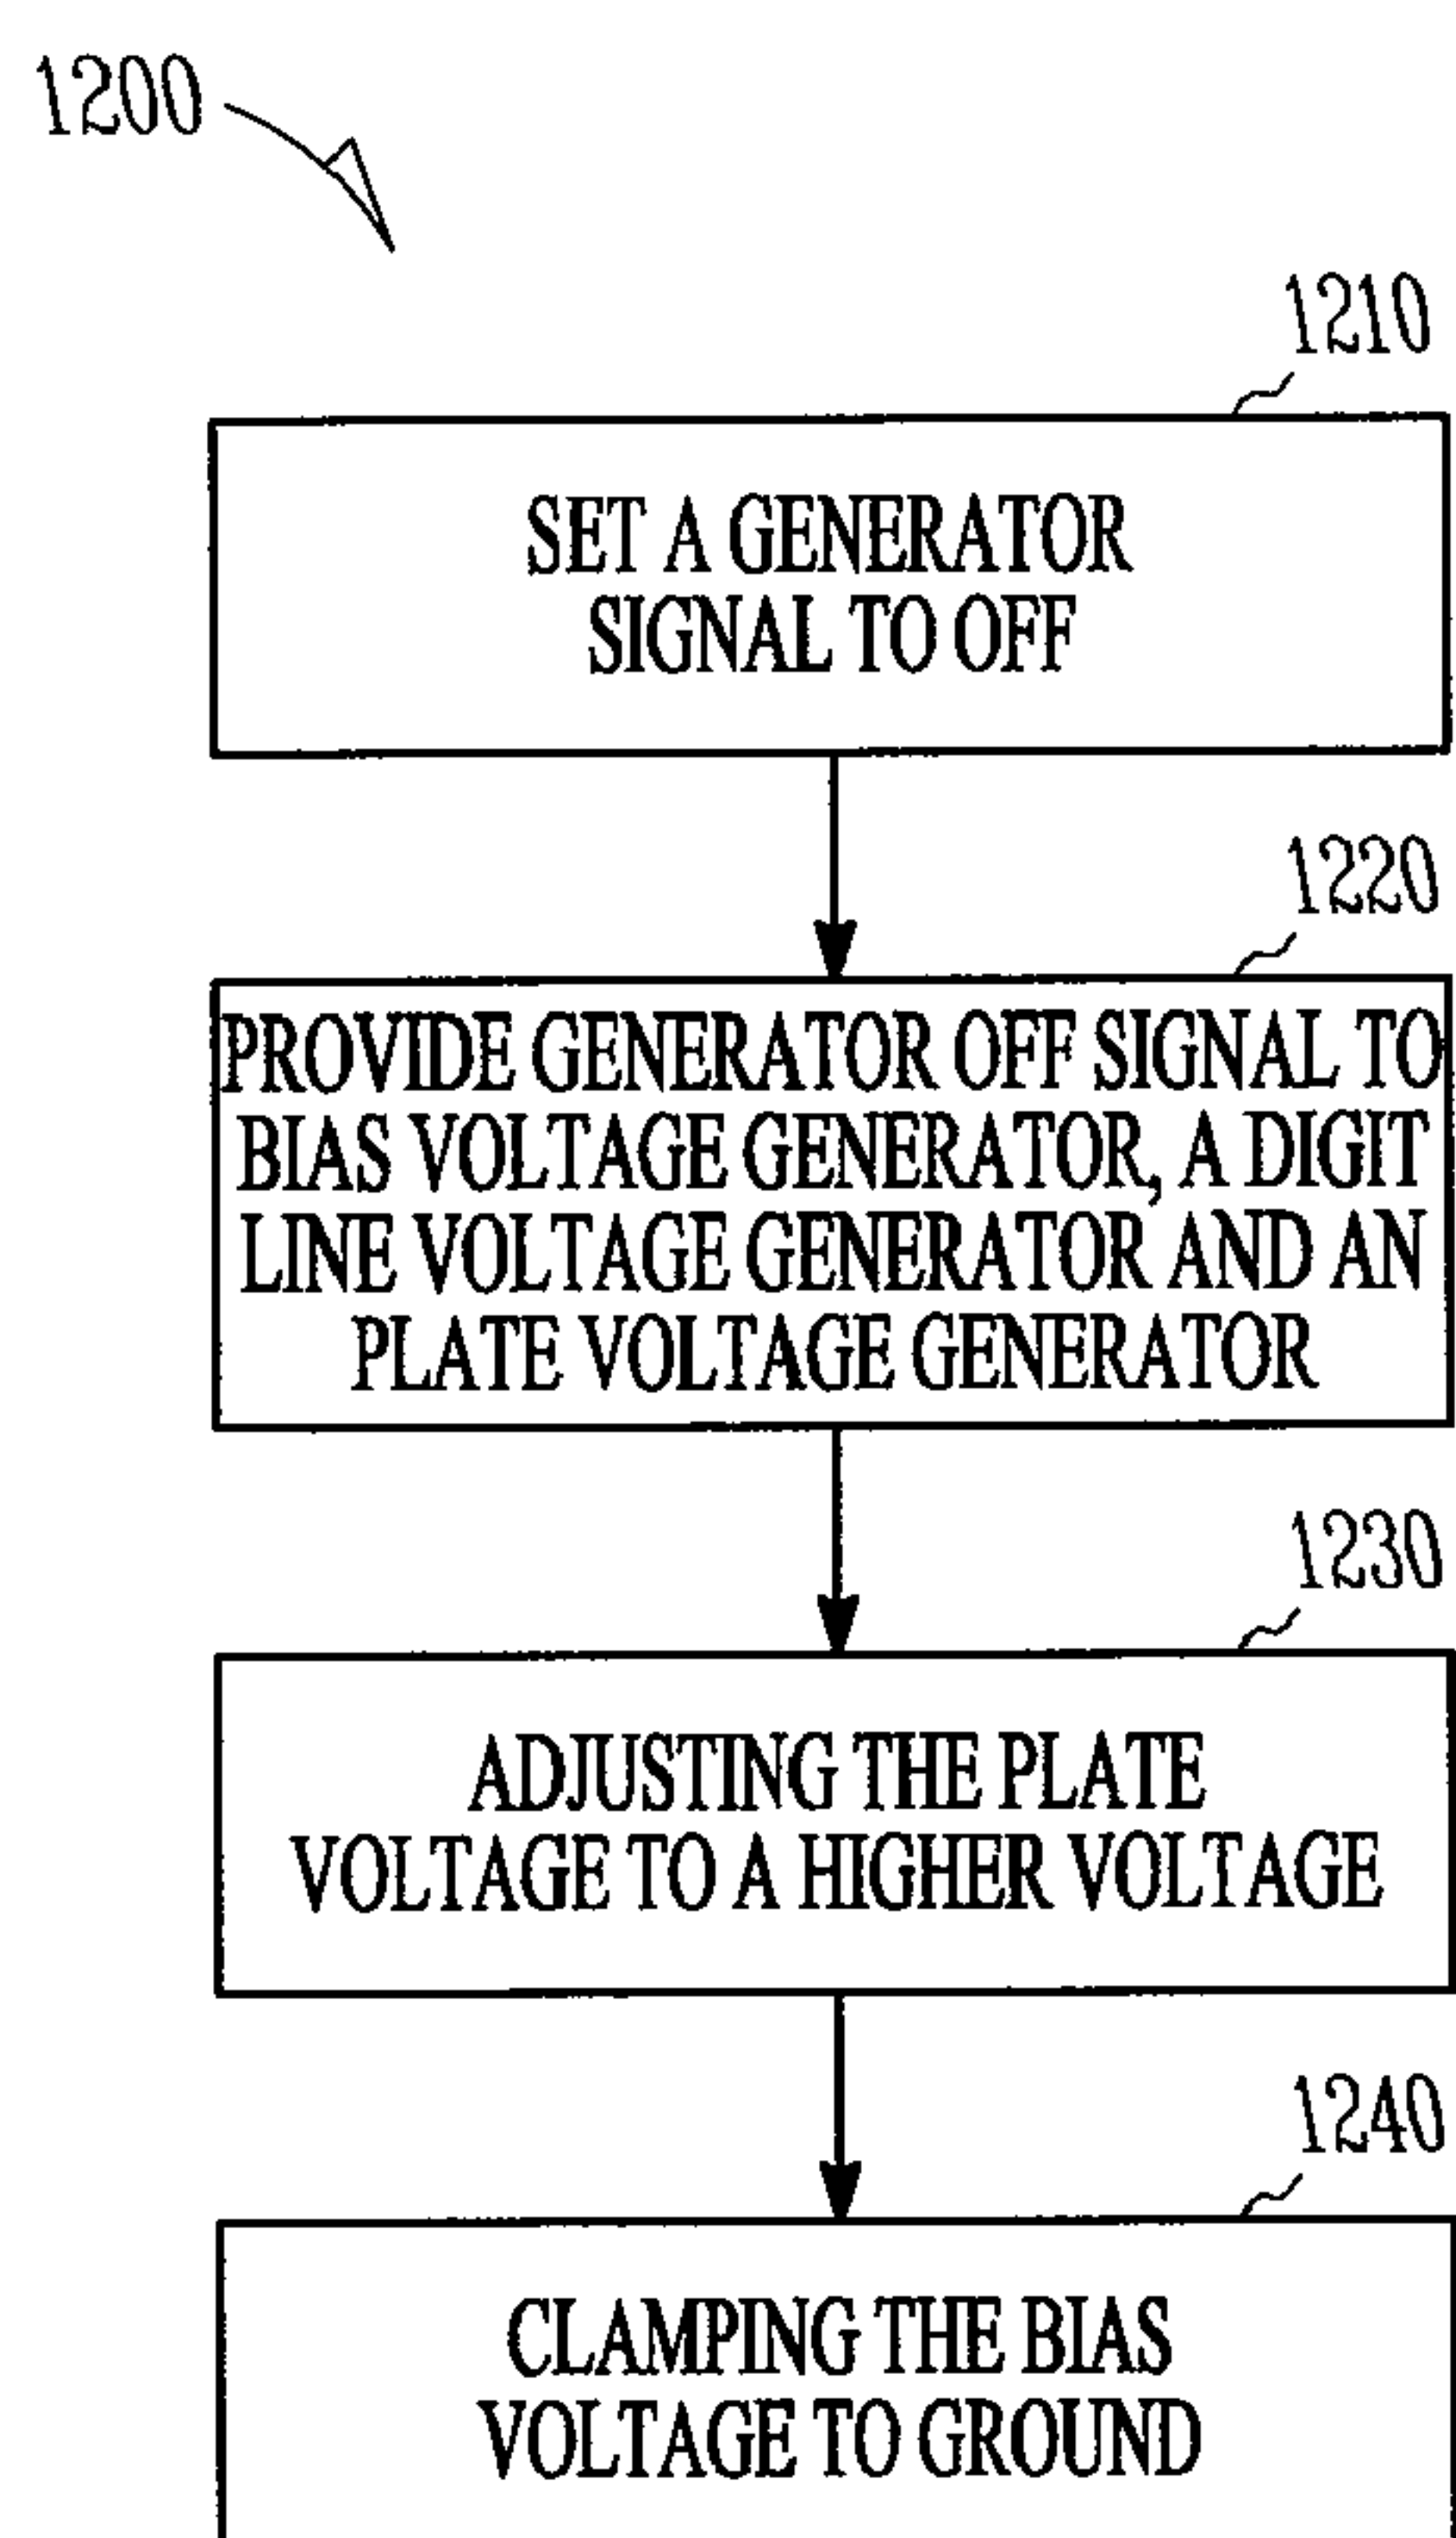 1200
1210
SET A GENERATOR
SIGNAL TO OFF
1220
PROVIDE GENERATOR OFF SIGNAL TO
BIAS VOLTAGE GENERATOR, A DIGIT
LINE VOLTAGE GENERATOR AND AN
PLATE VOLTAGE GENERATOR
1230
ADJUSTING THE PLATE
VOLTAGE TO A HIGHER VOLTAGE
1240
CLAMPING THE BIAS
VOLTAGE TO GROUND